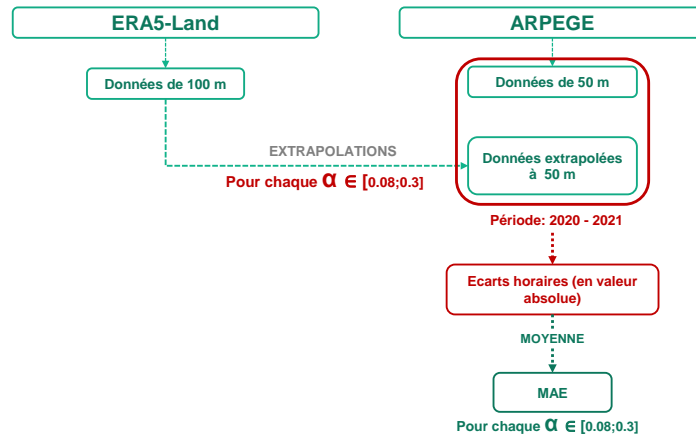 ERA5-Land
ARPEGE
Données de 100 m
Données de 50 m
EXTRAPOLATIONS
Pour chaque α ∈ [0.08;0.3]
Données extrapolées
à 50 m
Période: 2020 - 2021
Ecarts horaires (en valeur
absolue)
MOYENNE
MAE
Pour chaque α ∈ [0.08;0.3]